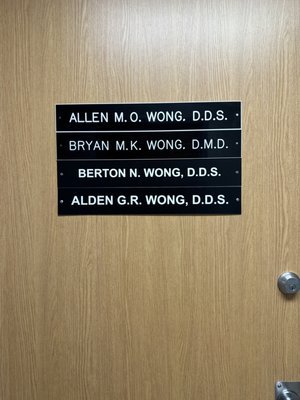 ALLEN M.O. WONG. D.D.S.
BRYAN M.K. WONG. D.M.D.
BERTON N. WONG, D.D.S.
ALDEN G.R. WONG, D.D.S.